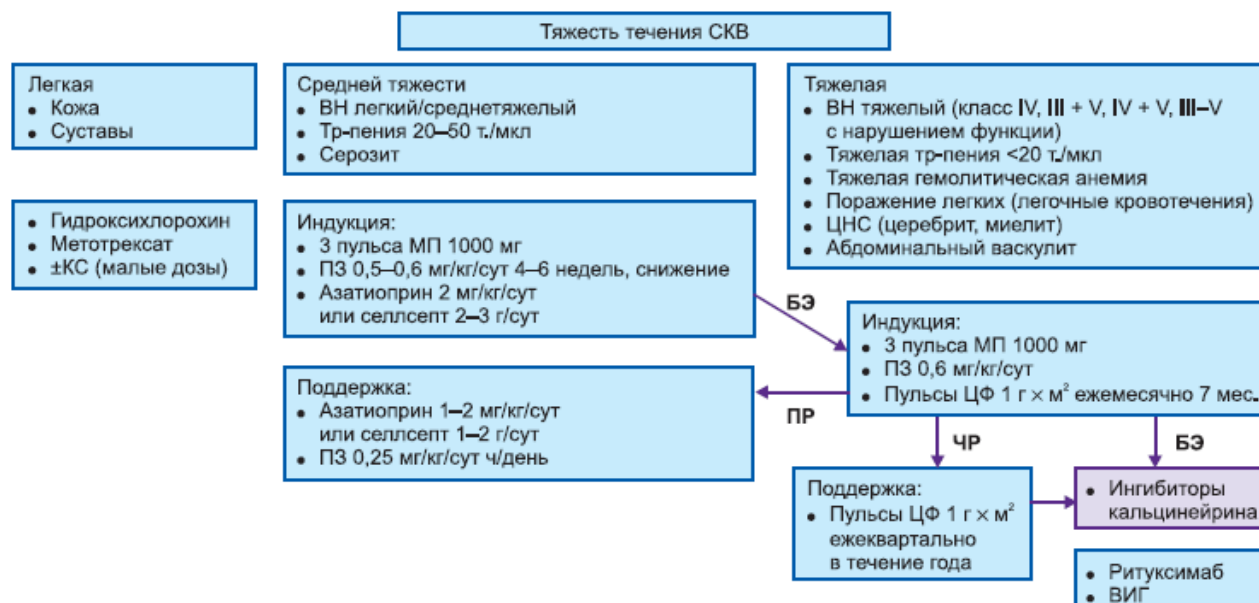 Тяжесть течения СКВ
Легкая
• Кожа
• Суставы
Средней тяжести
• ВН легкий/среднетяжелый
• Тр-пения 20–50 т./мкл
• Серозит
Тяжелая
• ВН тяжелый (класс IV, III + V, IV + V, III–V
с нарушением функции)
• Тяжелая тр-пения <20 т./мкл
• Тяжелая гемолитическая анемия
• Поражение легких (легочные кровотечения)
• ЦНС (церебрит, миелит)
• Абдоминальный васкулит
• Гидроксихлорохин
• Метотрексат
• ±КС (малые дозы)
Индукция:
• 3 пульса МП 1000 мг
• ПЗ 0,5–0,6 мг/кг/сут 4–6 недель, снижение
• Азатиоприн 2 мг/кг/сут
или селлсепт 2–3 г/сут
БЭ
Индукция:
• 3 пульса МП 1000 мг
• ПЗ 0,6 мг/кг/сут
• Пульсы ЦФ 1 г × м² ежемесячно 7 мес.
Поддержка:
• Азатиоприн 1–2 мг/кг/сут
или селлсепт 1–2 г/сут
• ПЗ 0,25 мг/кг/сут ч/день
ПР
ЧР
БЭ
Поддержка:
• Пульсы ЦФ 1 г × м²
ежеквартально
в течение года
• Ингибиторы
кальцинейрина
• Ритуксимаб
• ВИГ